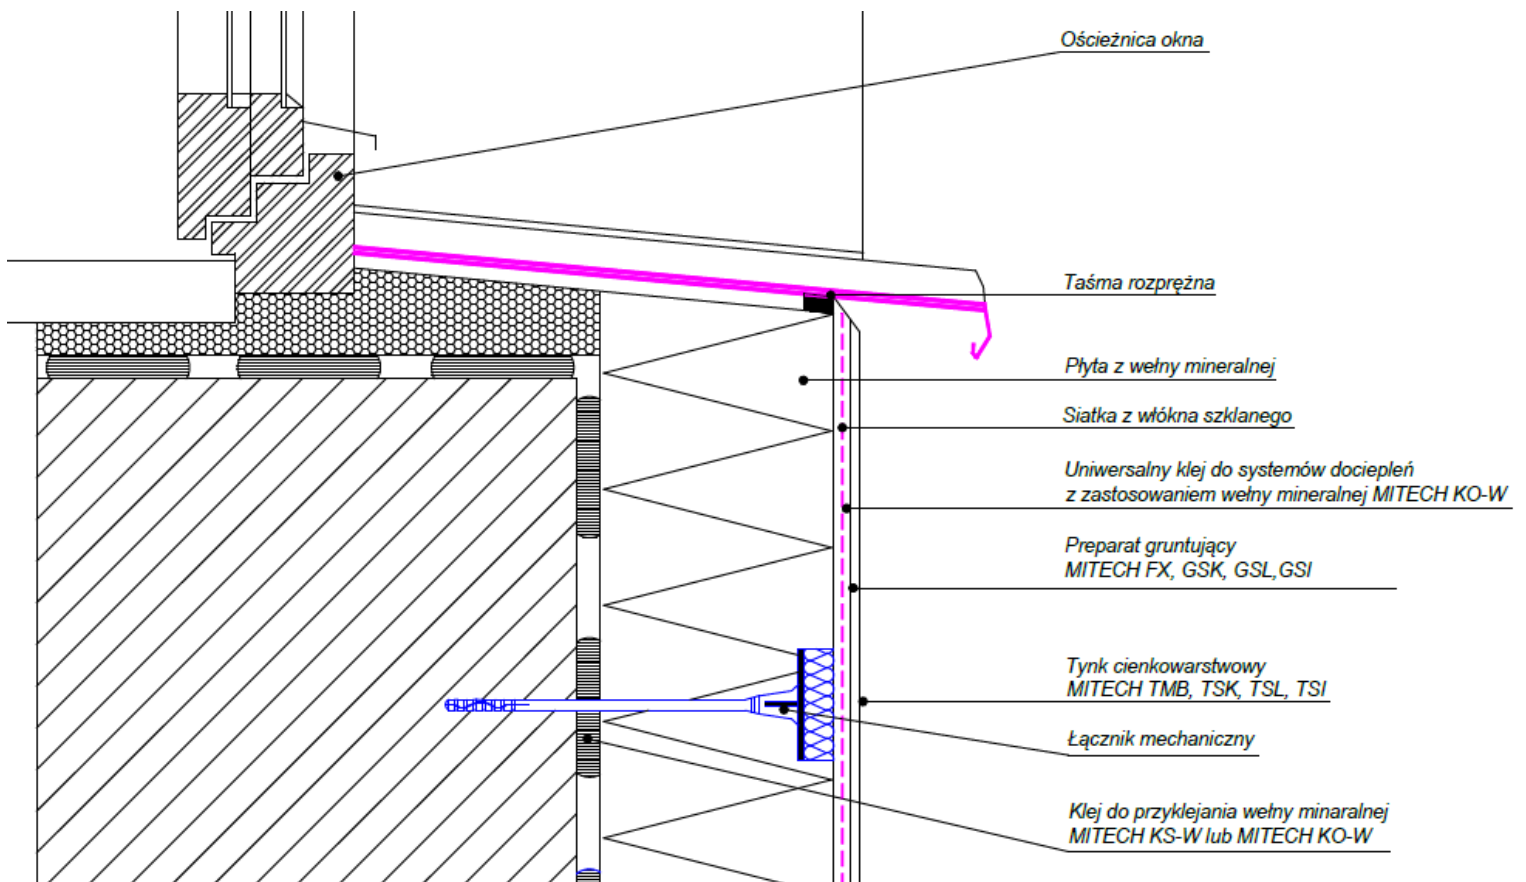 Ościeżnica okna
Taśma rozprężna
Płyta z wełny mineralnej
Siatka z włókna szklanego
Uniwersalny klej do systemów dociepleń
z zastosowaniem wełny mineralnej MITECH KO-W
Preparat gruntujący
MITECH FX, GSK, GSL,GSI
Tynk cienkowarstwowy
MITECH TMB, TSK, TSL, TSI
Łącznik mechaniczny
Klej do przyklejania wełny minaralnej
MITECH KS-W lub MITECH KO-W